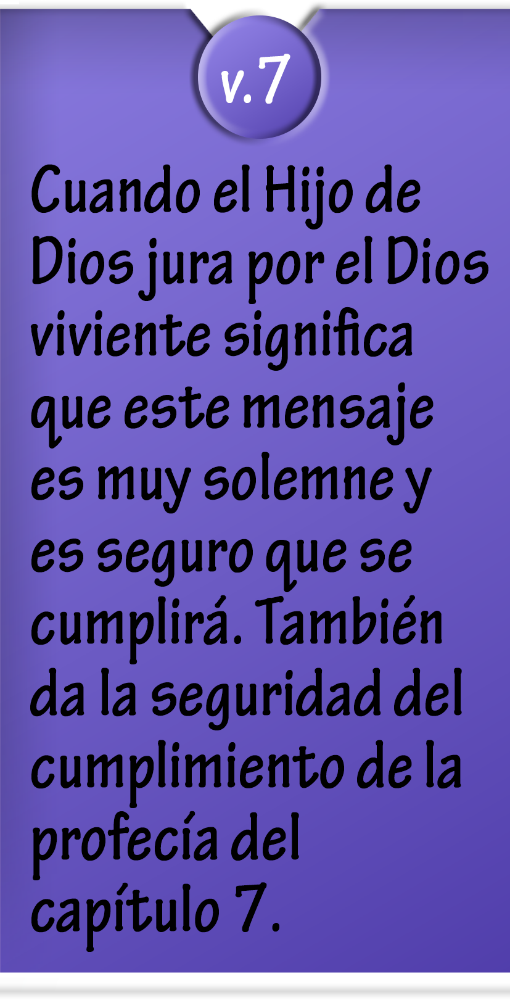 v.7
Cuando el Hijo de
Dios jura por el Dios
viviente significa
que este mensaje
es muy solemne y
es seguro que se
cumplirá. También
da la seguridad del
cumplimiento de la
profecía del
capítulo 7.